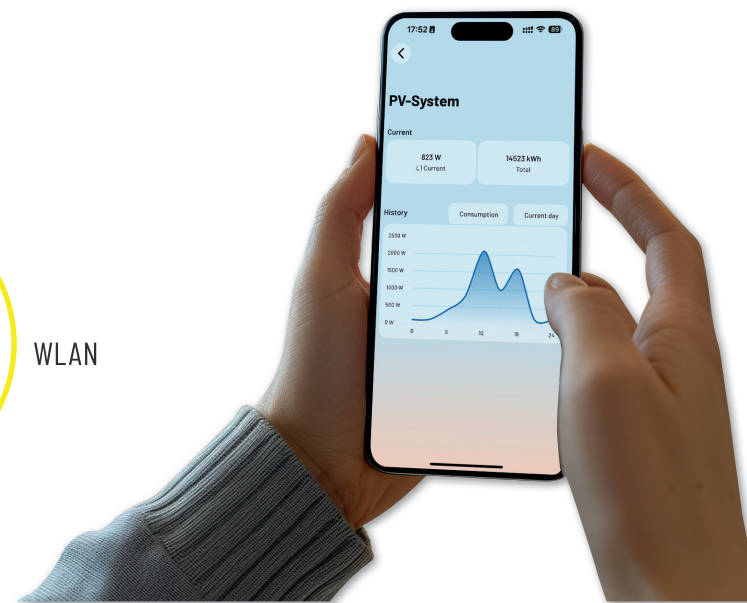 17:52
89
PV-System
Current
823 W
L1 Current
14523 kWh
Total
History
Consumption
Current day
2500 W
2000 W
1500 W
1000 W
500 W
0 W
0 6 12 18 24
WLAN